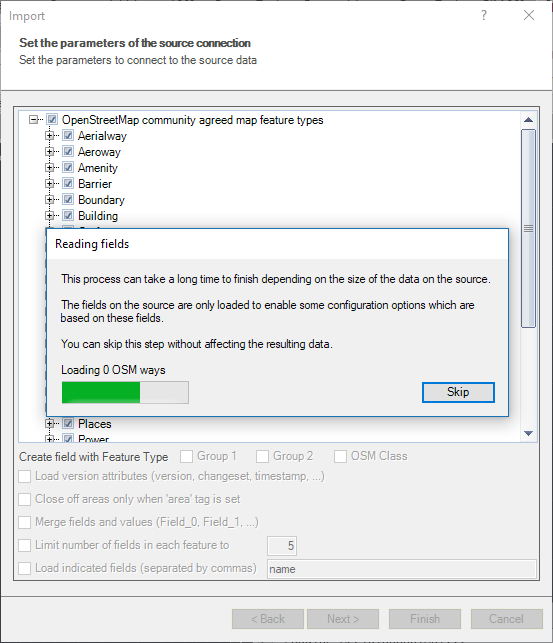 Import
?
Set the parameters of the source connection
Set the parameters to connect to the source data
OpenStreetMap community agreed map feature types
Aerialway
Aeroway
Amenity
Barrier
Boundary
Building
Reading fields
This process can take a long time to finish depending on the size of the data on the source.
The fields on the source are only loaded to enable some configuration options which are
based on these fields.
You can skip this step without affecting the resulting data.
Loading 0 OSM ways
Skip
Places
Power
Create field with Feature Type Group 1 Group 2 OSM Class
Load version attributes (version, changeset, timestamp, ...)
Close off areas only when 'area' tag is set
Merge fields and values (Field_0, Field_1, ...)
Limit number of fields in each feature to 5
Load indicated fields (separated by commas) name
< Back Next > Finish Cancel